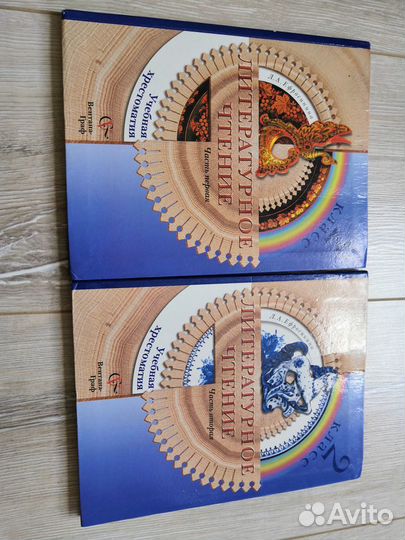 Л.А. Ефросинина
ЛИТЕРАТУРНОЕ
ЧТЕНИЕ
Часть первая
Учебная
хрестоматия
Вентана-
Граф
2
класс
Л.А. Ефросинина
ЛИТЕРАТУРНОЕ
ЧТЕНИЕ
Часть вторая
Учебная
хрестоматия
Вентана-
Граф
2
класс
Avito